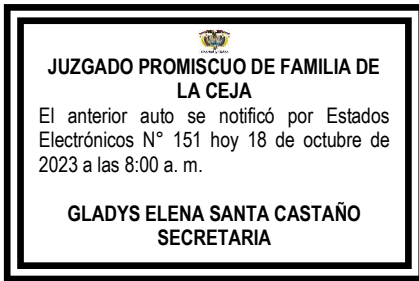 JUZGADO PROMISCUO DE FAMILIA DE
LA CEJA
El anterior auto se notificó por Estados
Electrónicos N° 151 hoy 18 de octubre de
2023 a las 8:00 a. m.
GLADYS ELENA SANTA CASTAÑO
SECRETARIA